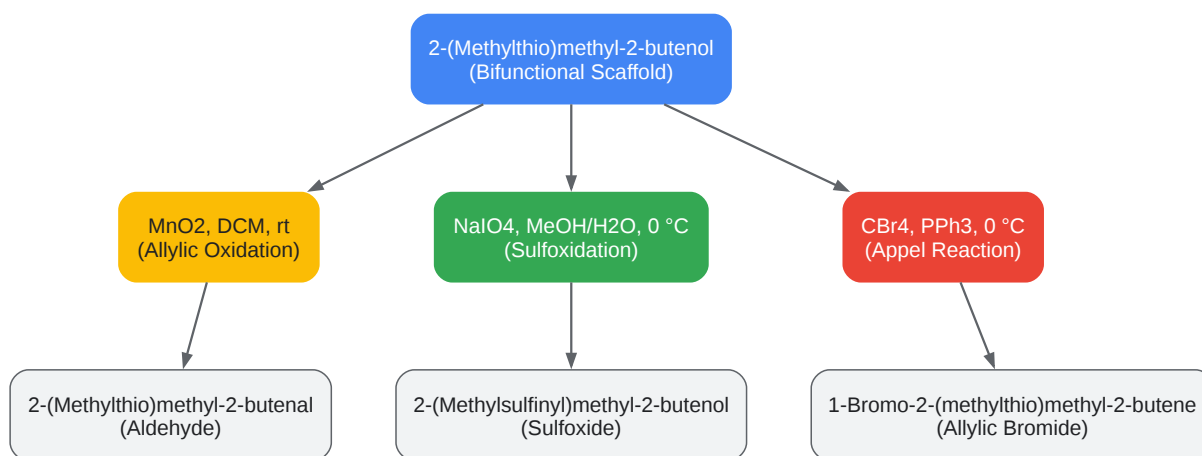 2-(Methylthio)methyl-2-butenol
(Bifunctional Scaffold)
MnO2, DCM, rt
(Allylic Oxidation)
NaIO4, MeOH/H2O, 0 °C
(Sulfoxidation)
CBr4, PPh3, 0 °C
(Appel Reaction)
2-(Methylthio)methyl-2-butenal
(Aldehyde)
2-(Methylsulfinyl)methyl-2-butenol
(Sulfoxide)
1-Bromo-2-(methylthio)methyl-2-butene
(Allylic Bromide)